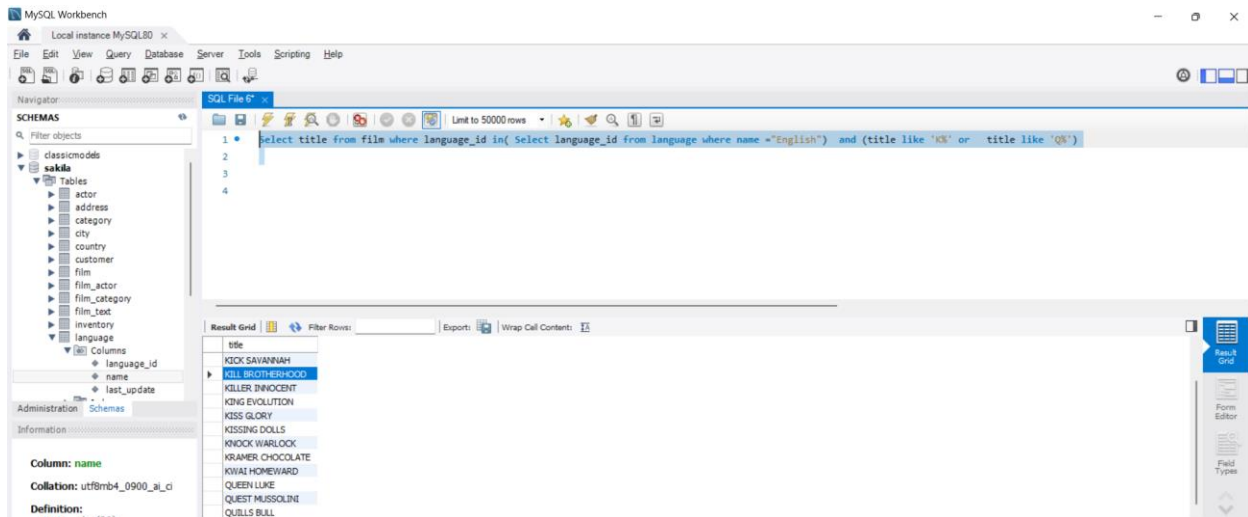 MySQL Workbench
Local instance MySQL80
File Edit View Query Database Server Tools Scripting Help
Navigator
SCHEMAS
Filter objects
classicmodels
sakila
Tables
actor
address
category
city
country
customer
film
film_actor
film_category
film_text
inventory
language
Columns
language_id
name
last_update
Administration Schemas
Information
Column: name
Collation: utf8mb4_0900_ai_ci
Definition:
SQL File 6*
Limit to 50000 rows
1 Select title from film where language_id in( Select language_id from language where name ="English") and (title like 'K%' or title like 'Q%')
2
3
4
Result Grid Filter Rows: Export: Wrap Cell Content:
title
KICK SAVANNAH
KILL BROTHERHOOD
KILLER INNOCENT
KING EVOLUTION
KISS GLORY
KISSING DOLLS
KNOCK WARLOCK
KRAMER CHOCOLATE
KWAI HOMEWARD
QUEEN LUKE
QUEST MUSSOLINI
QUILLS BULL
Result
Grid
Form
Editor
Field
Types